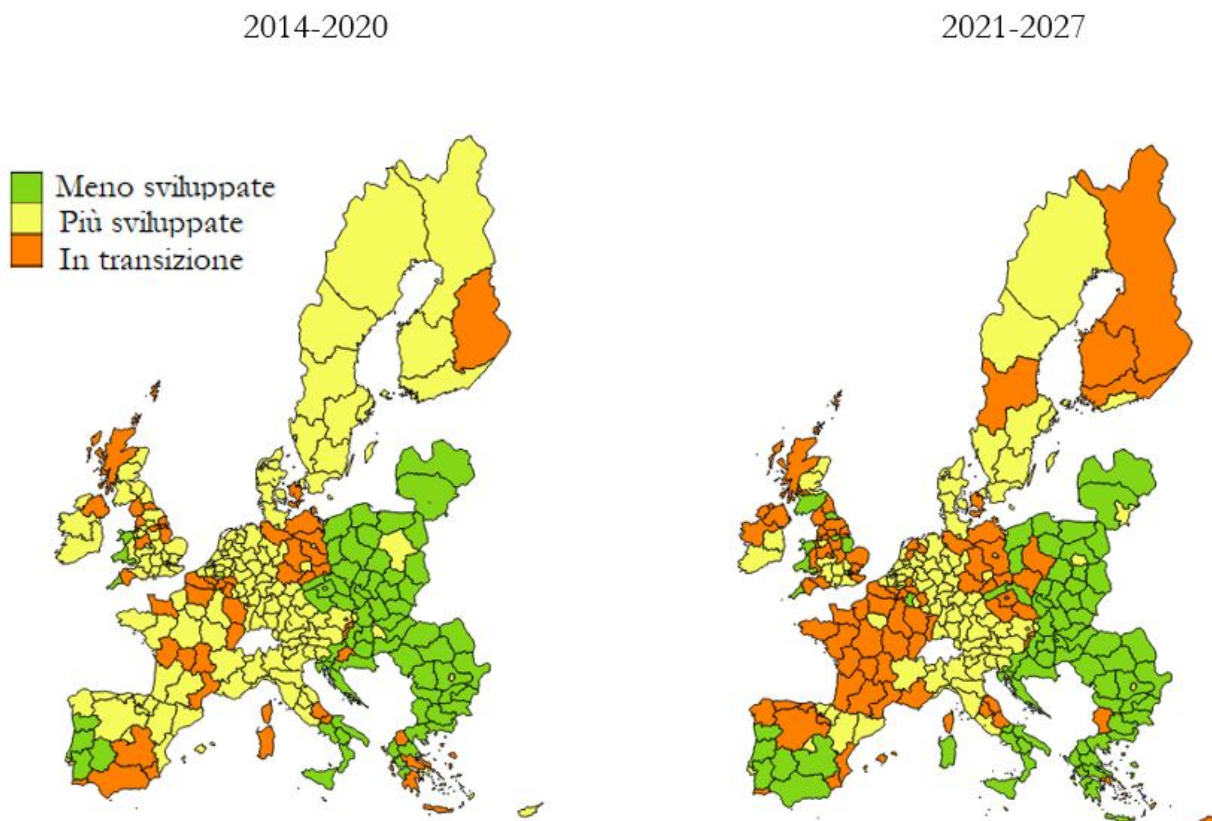 2014-2020
2021-2027
Meno sviluppate
Più sviluppate
In transizione